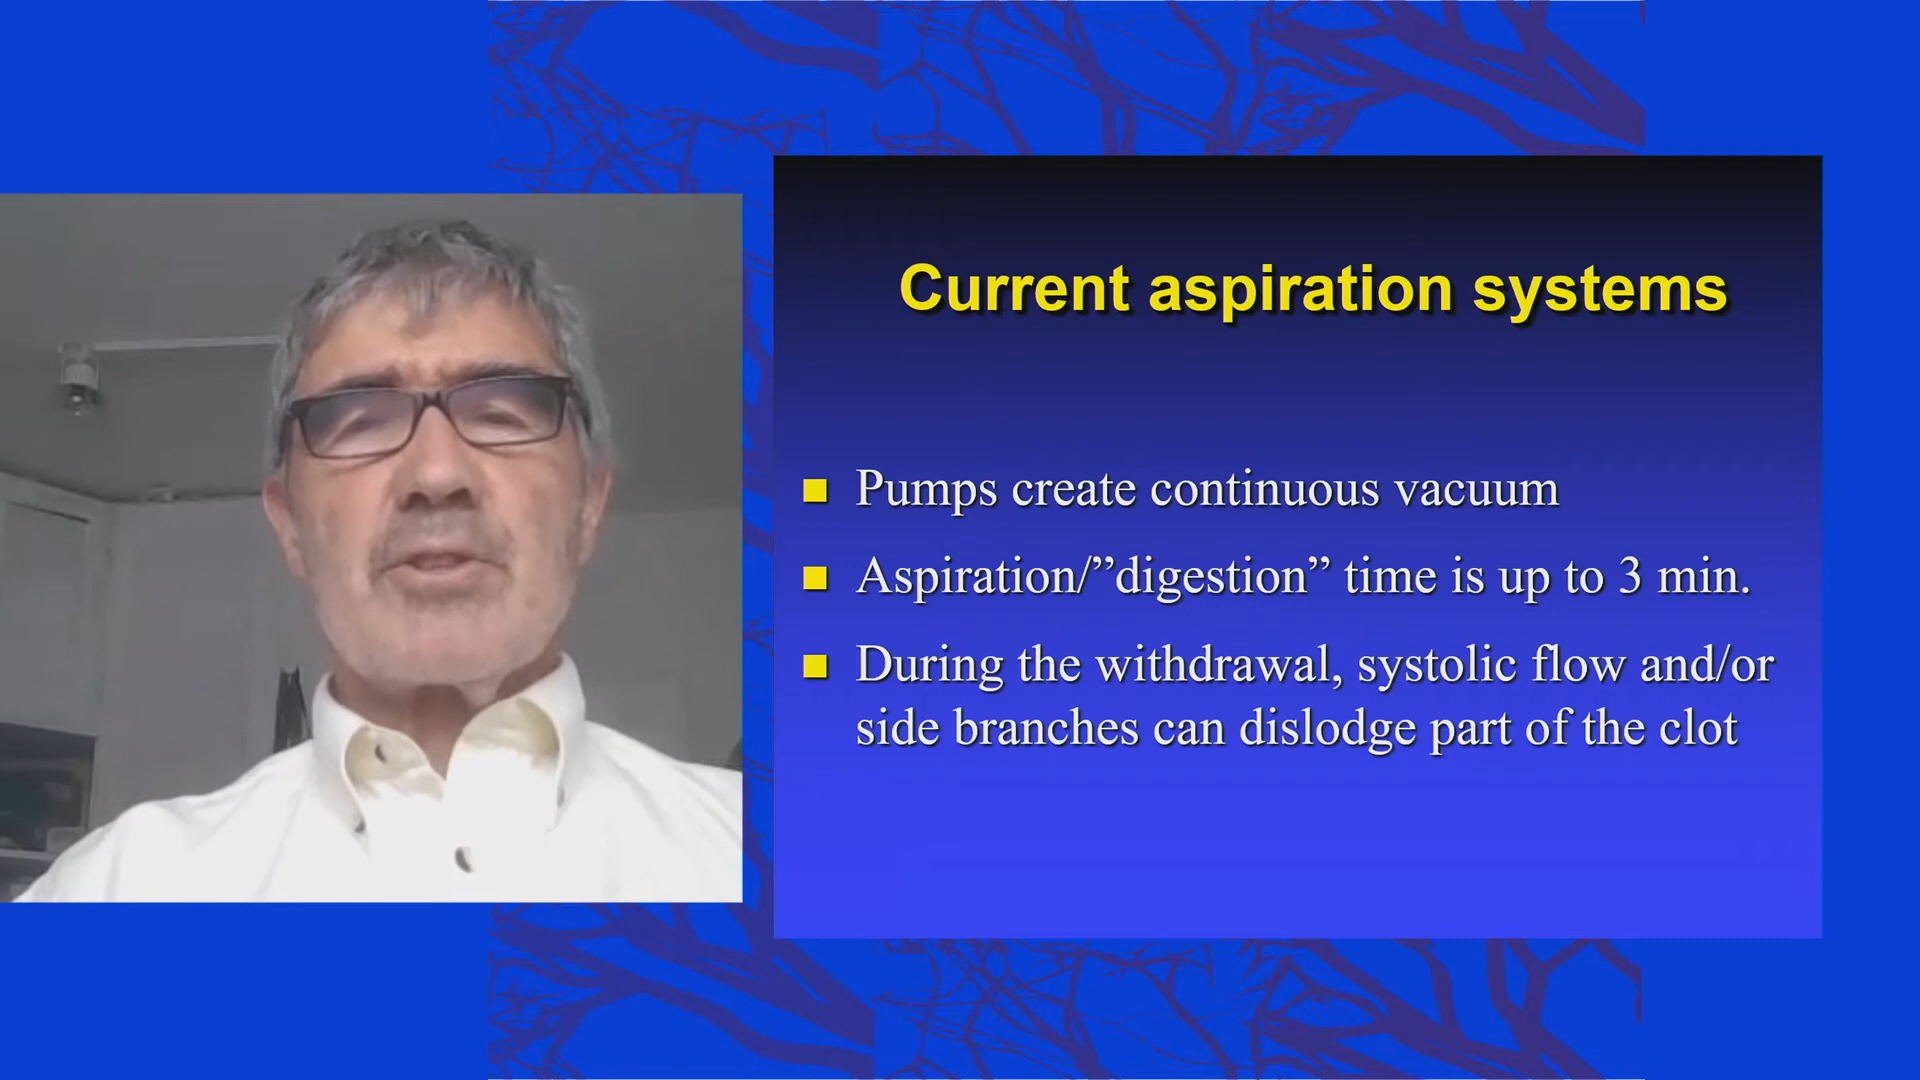 Current aspiration systems
Pumps create continuous vacuum
Aspiration/”digestion” time is up to 3 min.
During the withdrawal, systolic flow and/or
side branches can dislodge part of the clot